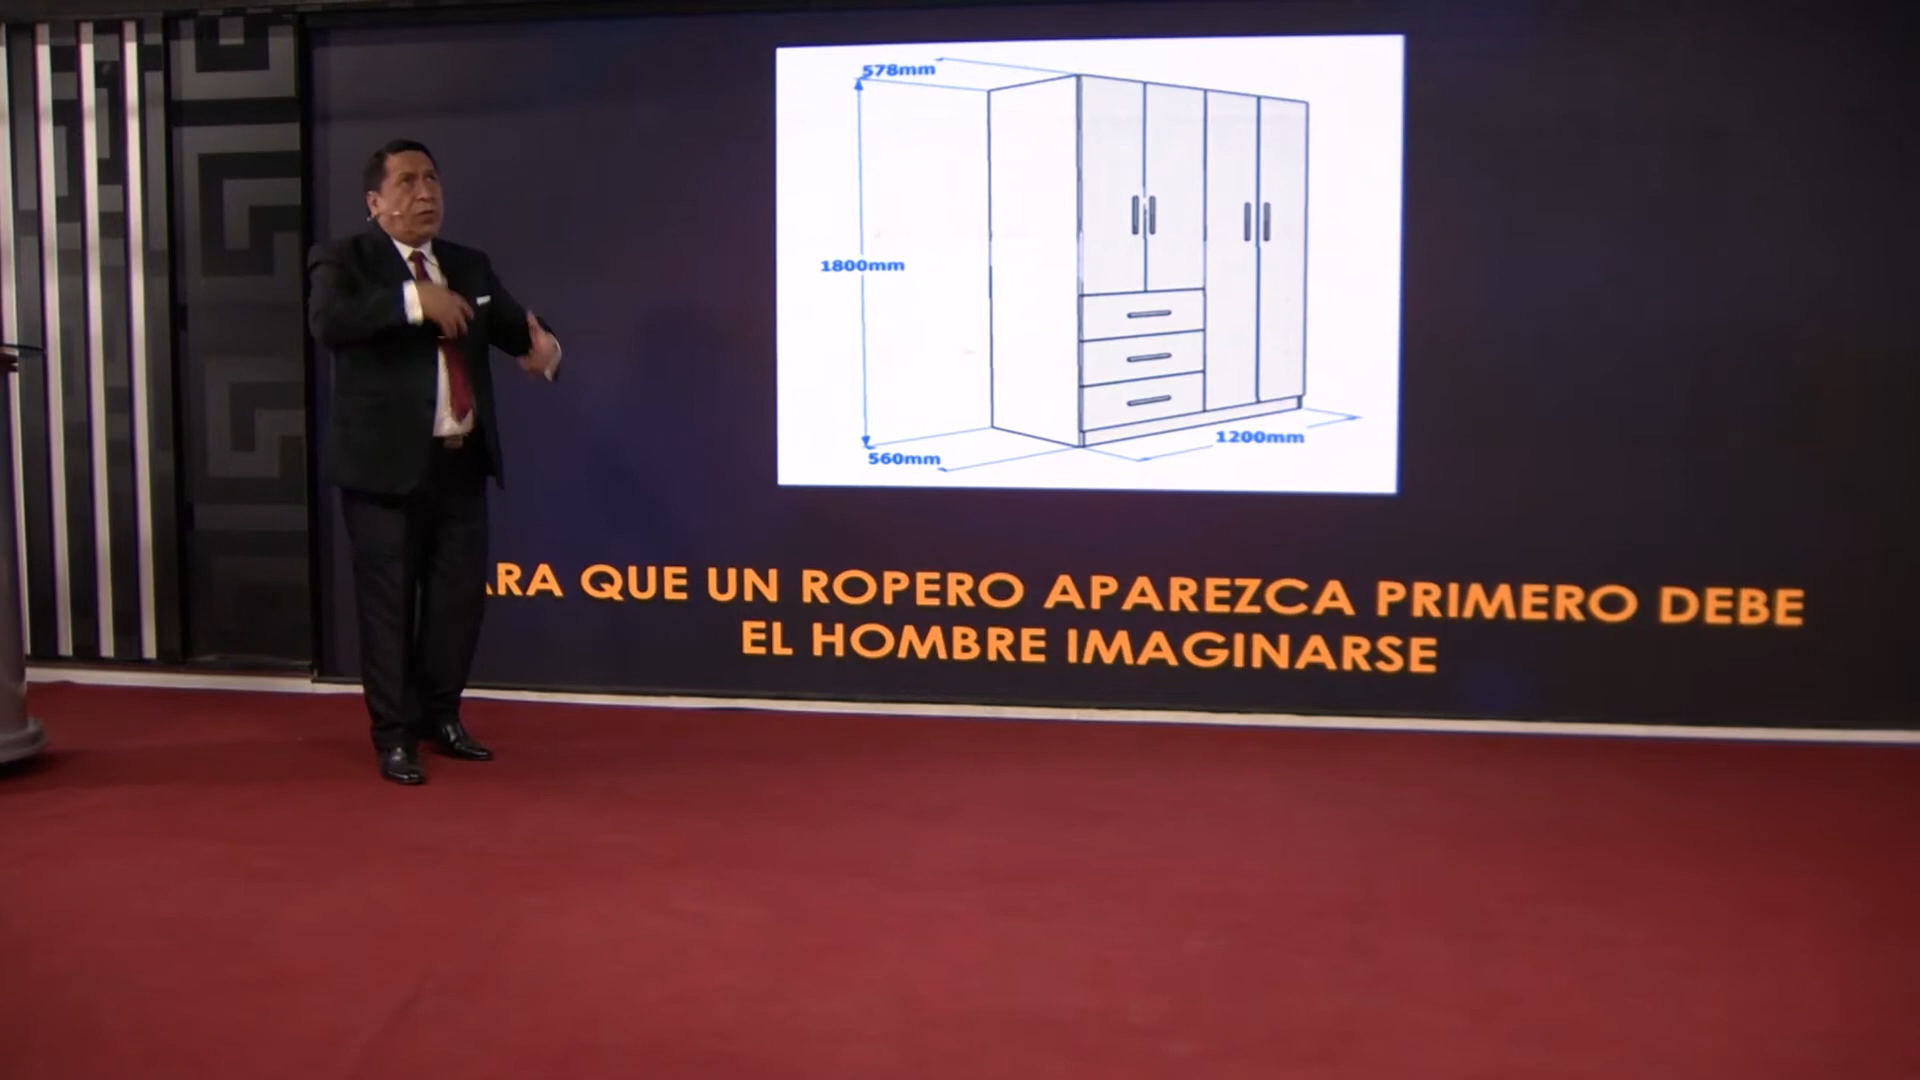 578mm
1800mm
560mm
1200mm
ARA QUE UN ROPERO APAREZCA PRIMERO DEBE
EL HOMBRE IMAGINARSE